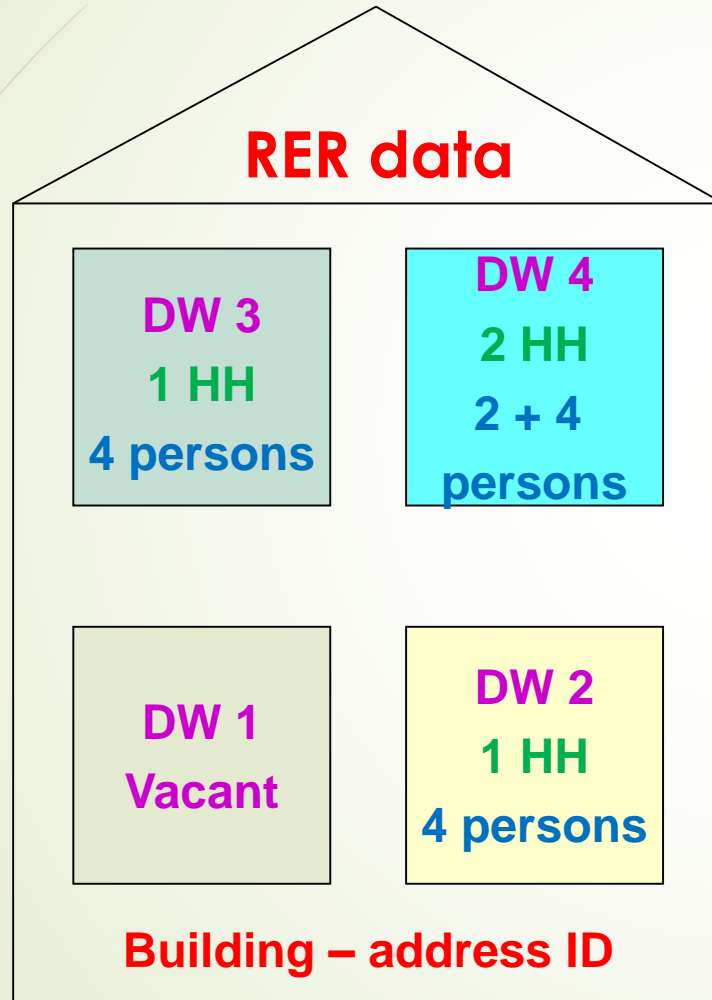 RER data
DW 3
1 HH
4 persons
DW 4
2 HH
2 + 4
persons
DW 1
Vacant
DW 2
1 HH
4 persons
Building – address ID